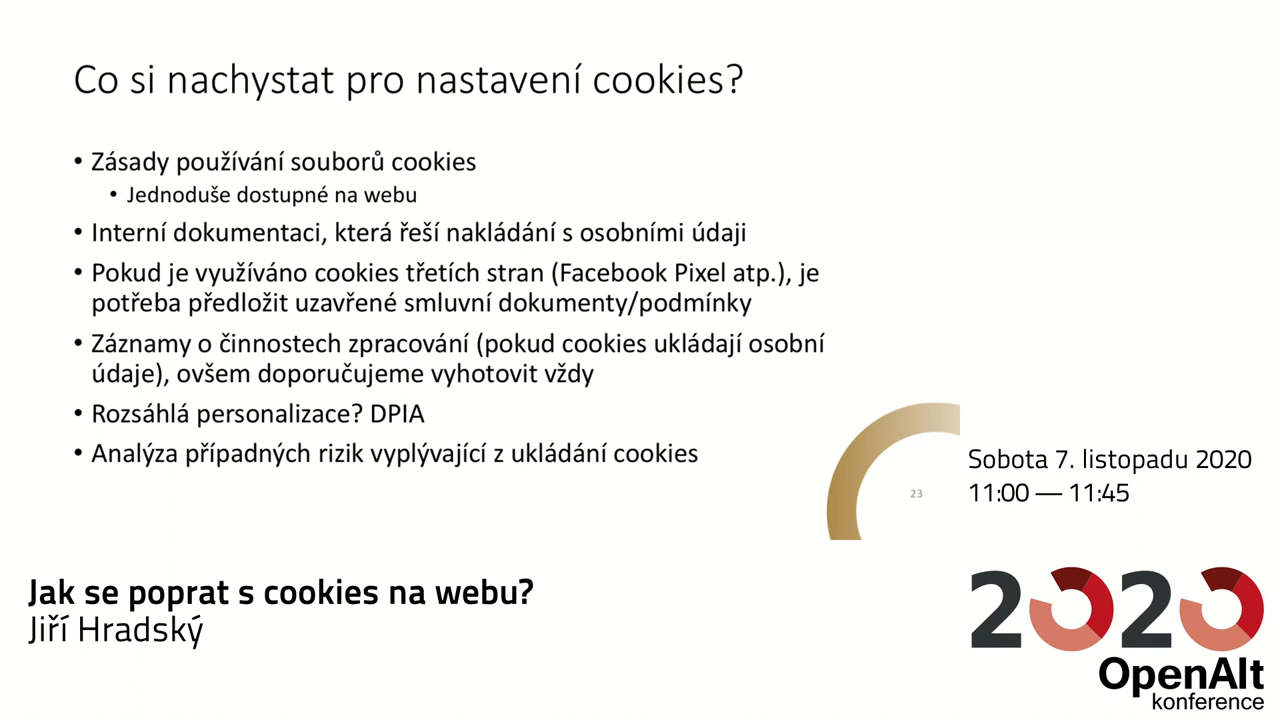 Co si nachystat pro nastavení cookies?
• Zásady používání souborů cookies
• Jednoduše dostupné na webu
• Interní dokumentaci, která řeší nakládání s osobními údaji
• Pokud je využíváno cookies třetích stran (Facebook Pixel atp.), je
potřeba předložit uzavřené smluvní dokumenty/podmínky
• Záznamy o činnostech zpracování (pokud cookies ukládají osobní
údaje), ovšem doporučujeme vyhotovit vždy
• Rozsáhlá personalizace? DPIA
• Analýza případných rizik vyplývající z ukládání cookies
23
Sobota 7. listopadu 2020
11:00 — 11:45
Jak se poprat s cookies na webu?
Jiří Hradský
2020
OpenAlt
konference